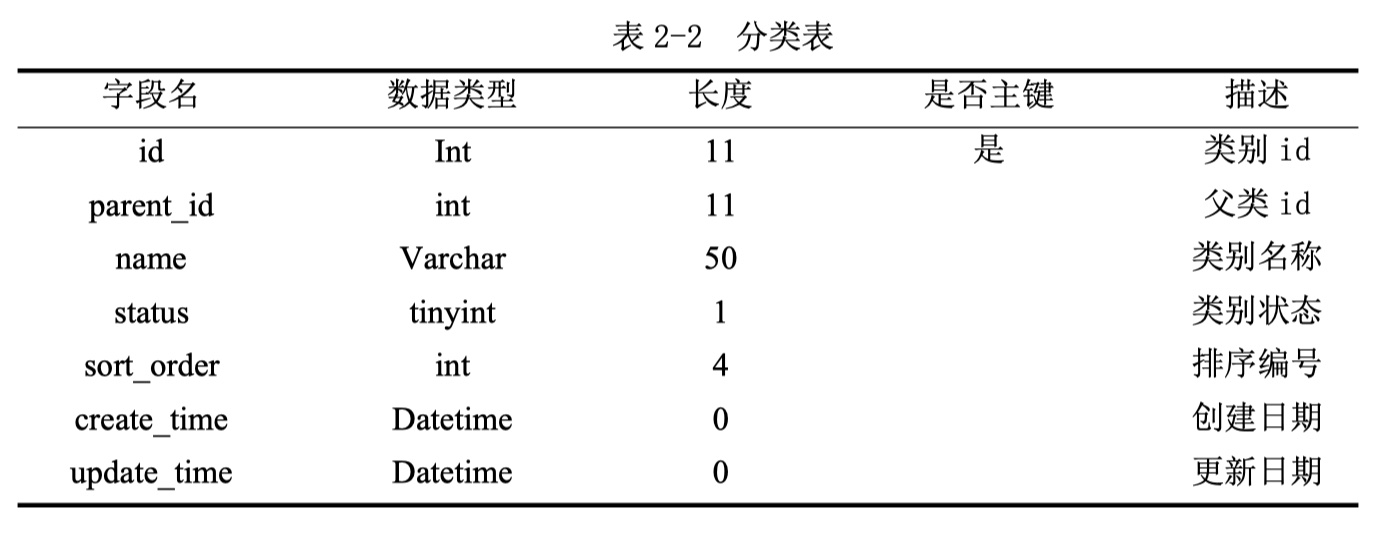 表 2-2 分类表
字段名 数据类型 长度 是否主键 描述
id Int 11 是 类别 id
parent_id int 11 父类 id
name Varchar 50 类别名称
status tinyint 1 类别状态
sort_order int 4 排序编号
create_time Datetime 0 创建日期
update_time Datetime 0 更新日期